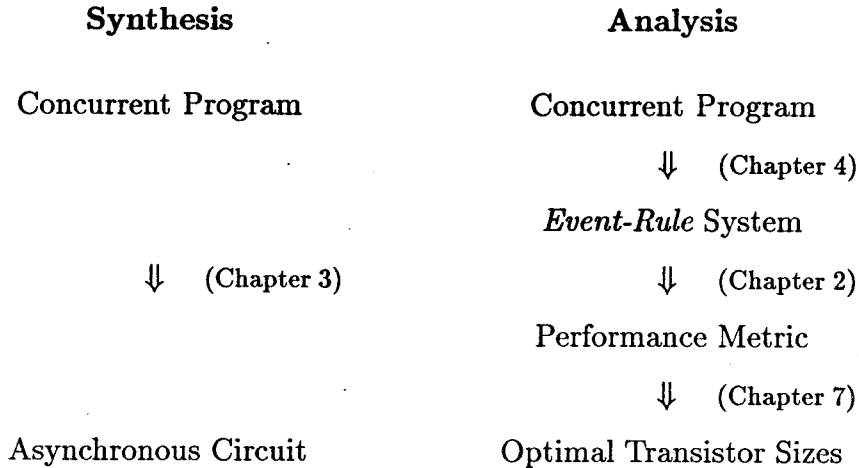 Synthesis
Analysis
Concurrent Program
Concurrent Program
⇓ (Chapter 4)
Event-Rule System
⇓ (Chapter 3)
⇓ (Chapter 2)
Performance Metric
⇓ (Chapter 7)
Asynchronous Circuit
Optimal Transistor Sizes